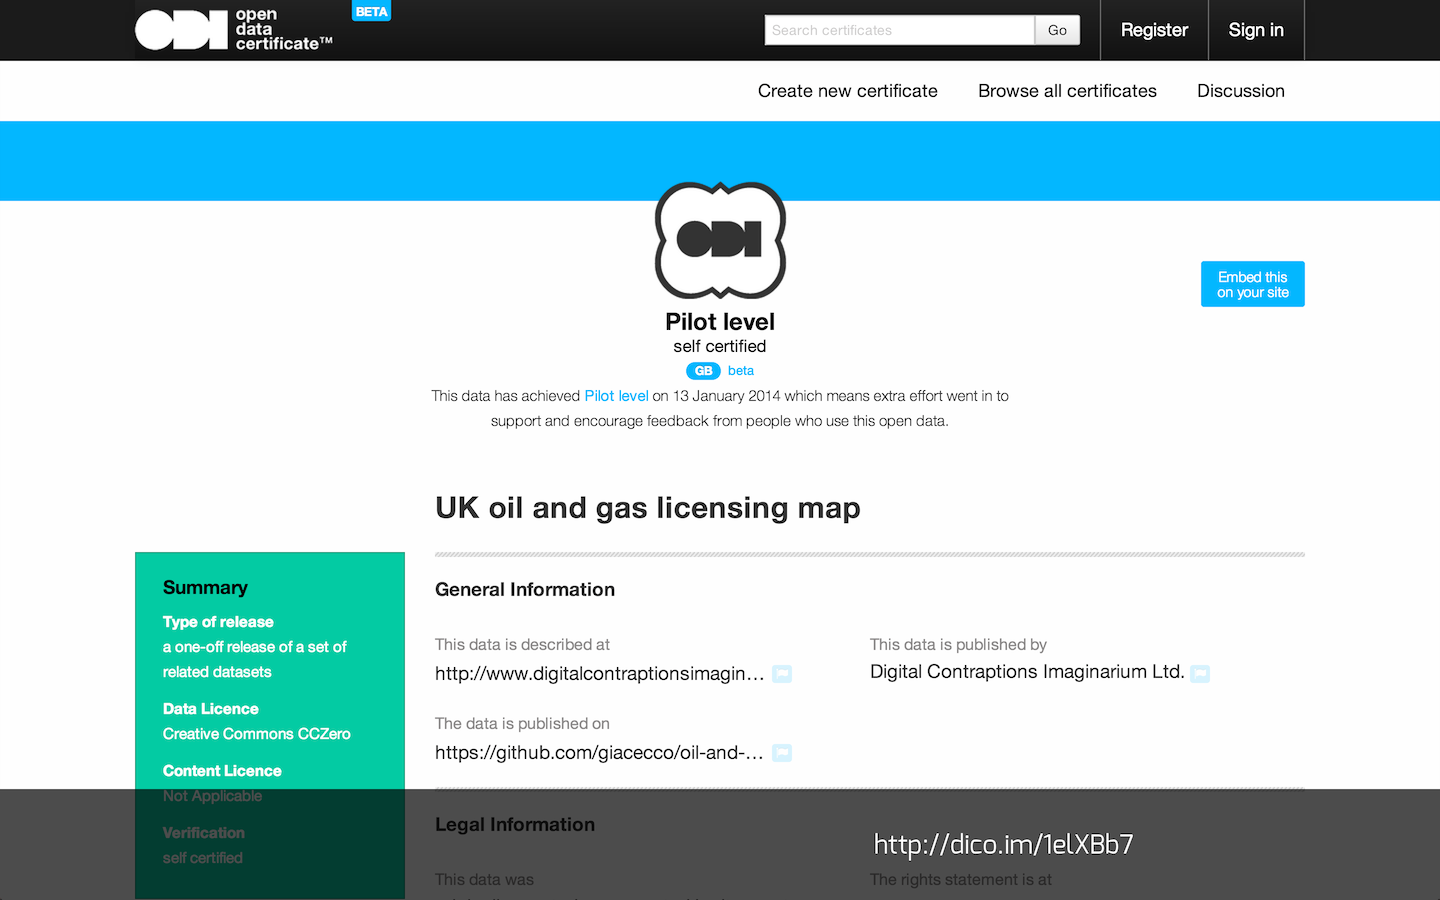 ODI
open
data
certificate™
BETA
Search certificates
Go
Register
Sign in
Create new certificate
Browse all certificates
Discussion
ODI
Embed this
on your site
Pilot level
self certified
GB beta
This data has achieved Pilot level on 13 January 2014 which means extra effort went in to
support and encourage feedback from people who use this open data.
UK oil and gas licensing map
Summary
Type of release
a one-off release of a set of
related datasets
Data Licence
Creative Commons CCZero
Content Licence
Not Applicable
Verification
self certified
General Information
This data is described at
http://www.digitalcontraptionsimagin...
This data is published by
Digital Contraptions Imaginarium Ltd.
The data is published on
https://github.com/giacecco/oil-and-...
Legal Information
http://dico.im/1elXBb7
This data was
The rights statement is at